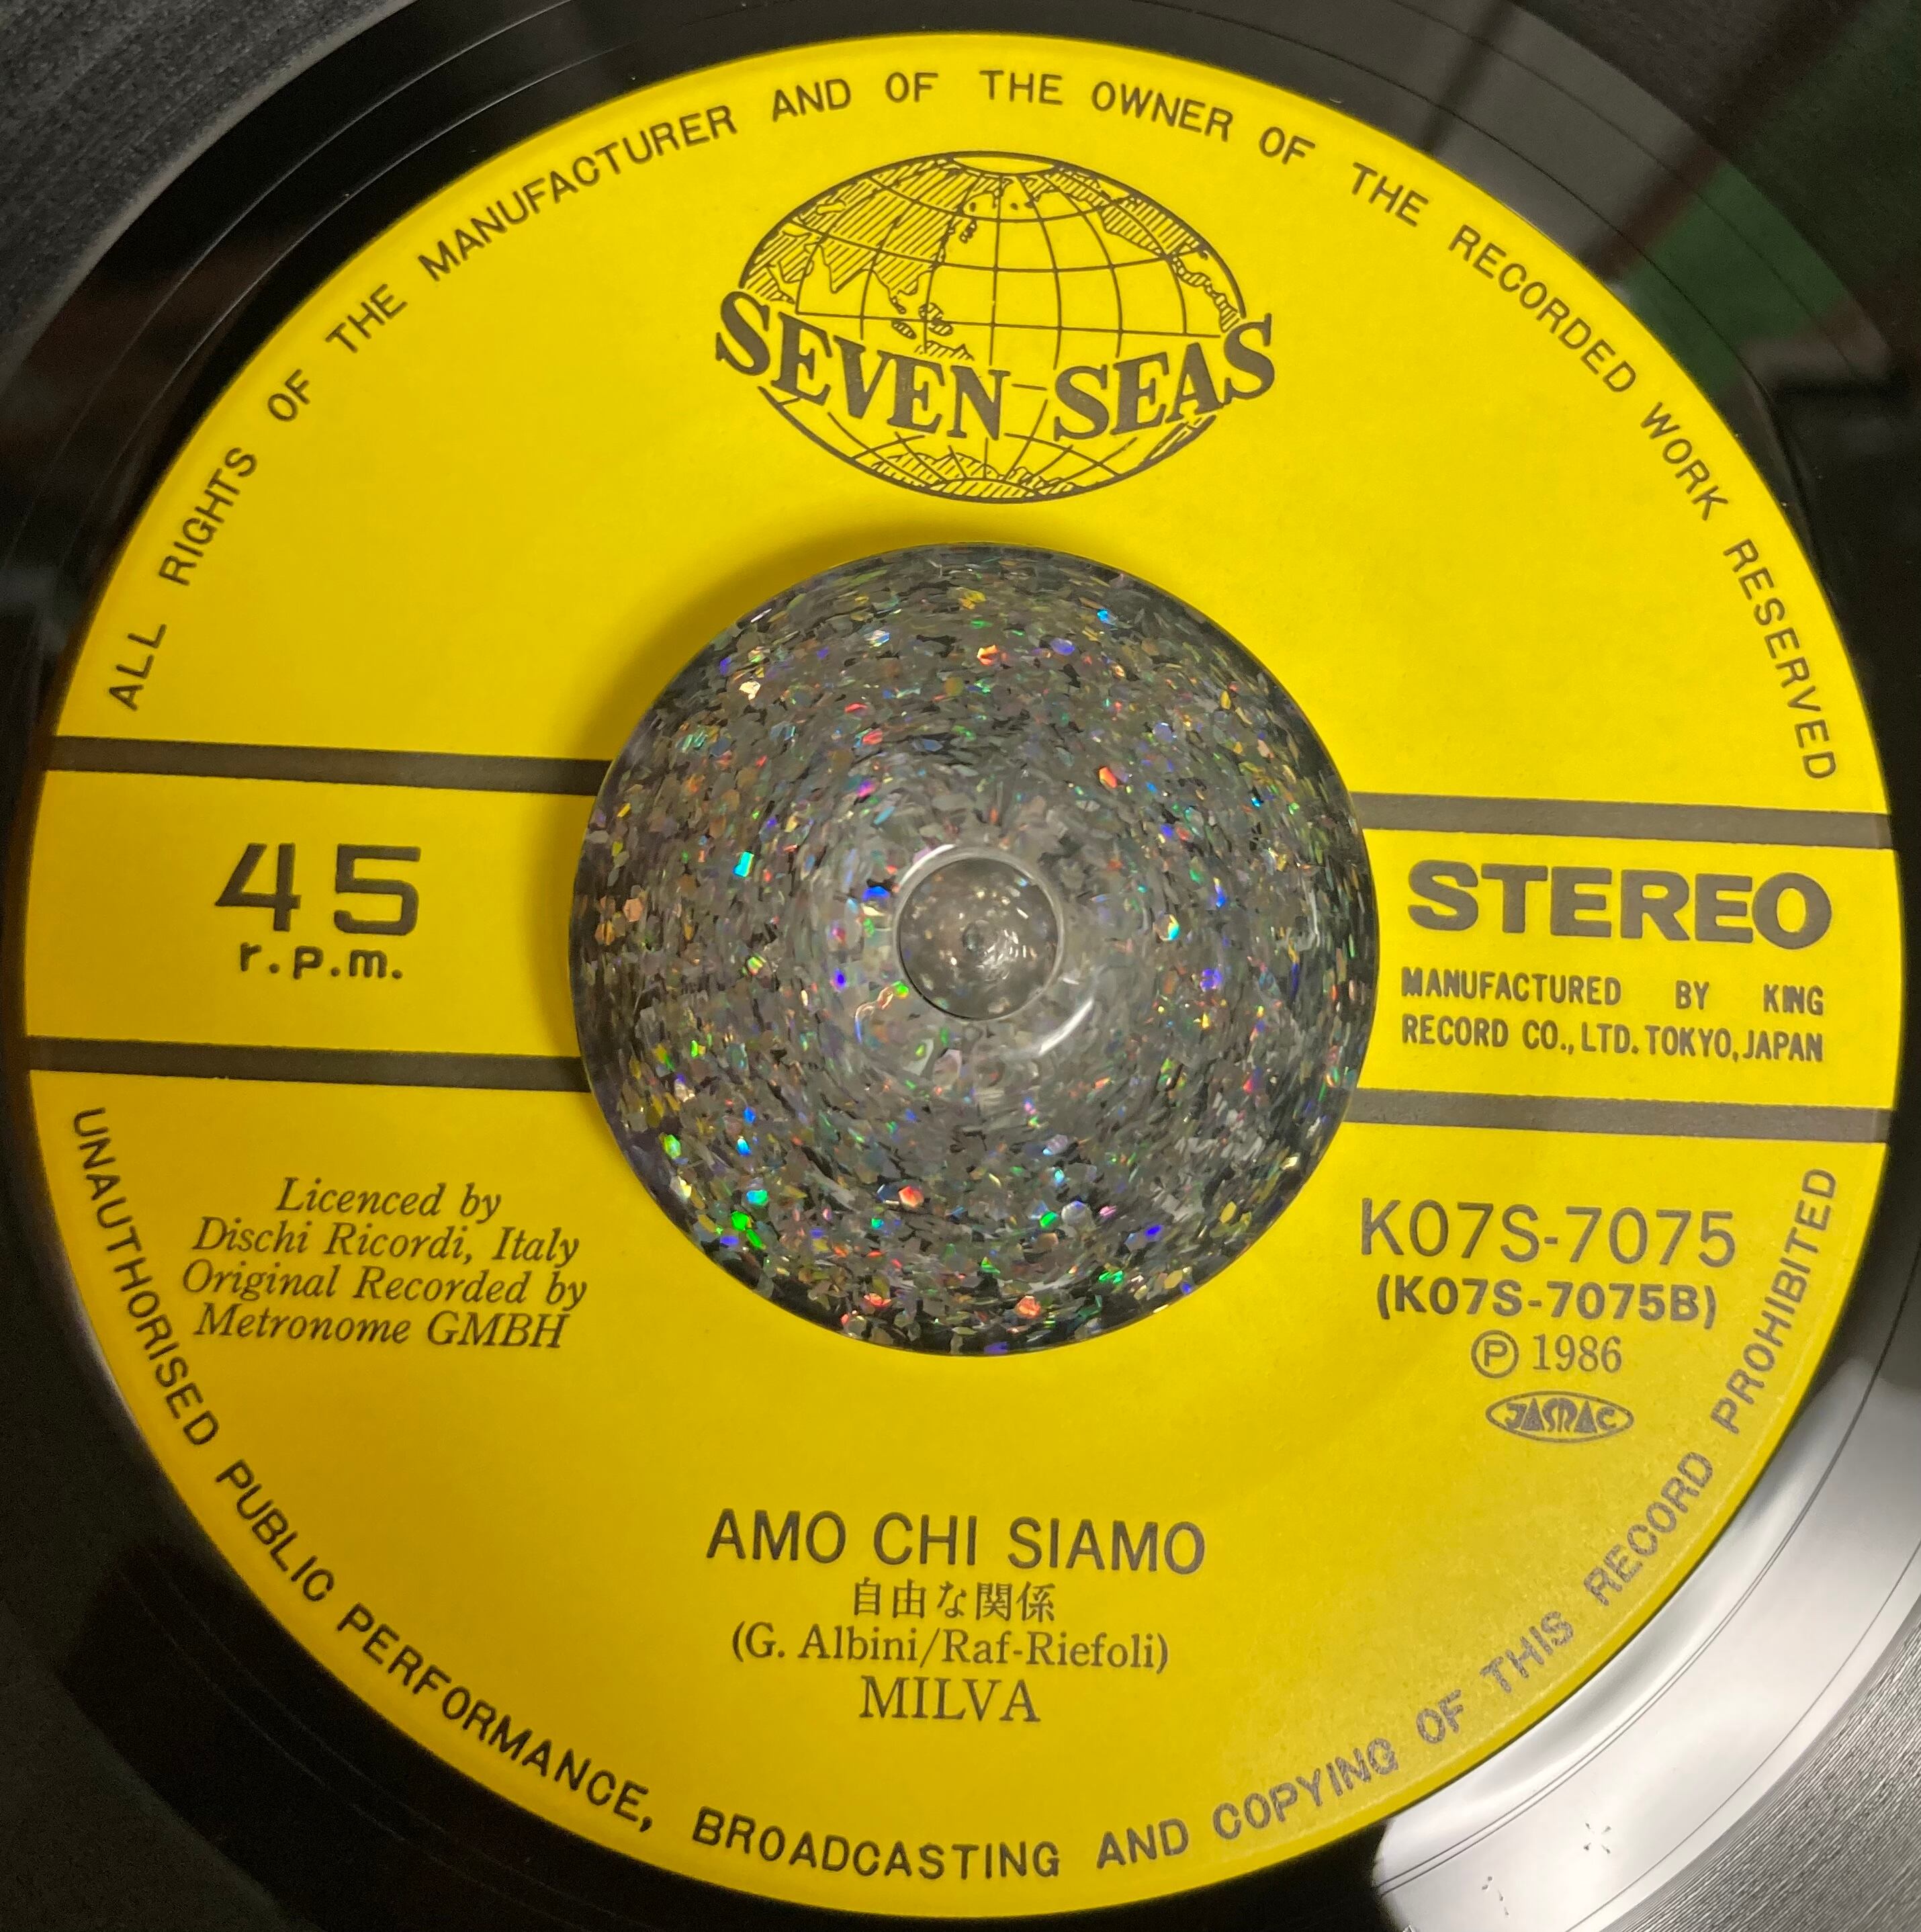 ALL RIGHTS OF THE MANUFACTURER AND OF THE OWNER OF THE RECORDED WORK RESERVED
SEVEN SEAS
45
r.p.m.
STEREO
MANUFACTURED BY KING
RECORD CO., LTD. TOKYO, JAPAN
Licenced by
Dischi Ricordi, Italy
Original Recorded by
Metronome GMBH
K07S-7075
(K07S-7075B)
Ⓟ 1986
JASRAC
AMO CHI SIAMO
自由な関係
(G. Albini/Raf-Riefoli)
MILVA
UNAUTHORISED PUBLIC PERFORMANCE, BROADCASTING AND COPYING OF THIS RECORD PROHIBITED